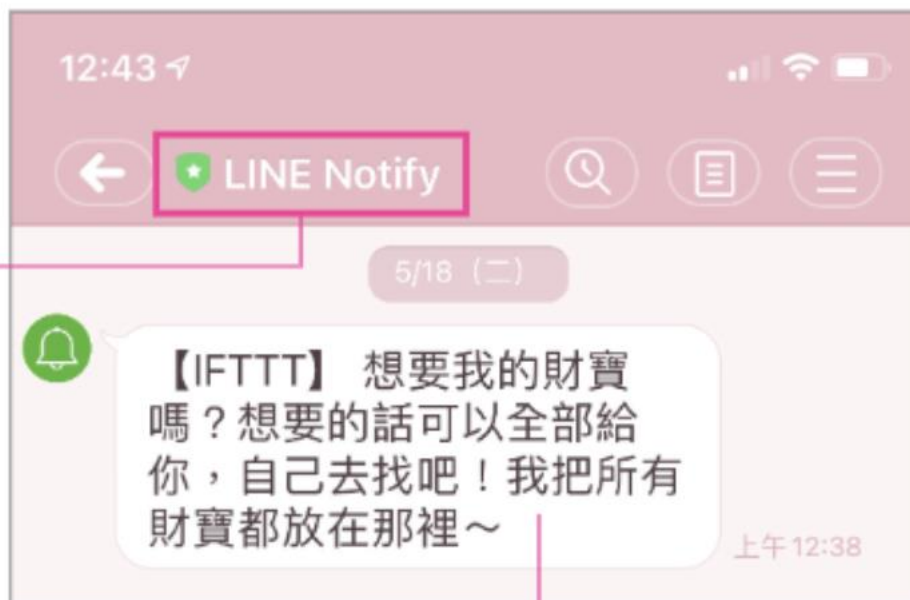 12:43
LINE Notify
5/18（二）
【IFTTT】 想要我的財寶
嗎？想要的話可以全部給
你，自己去找吧！我把所有
財寶都放在那裡～
上午 12:38